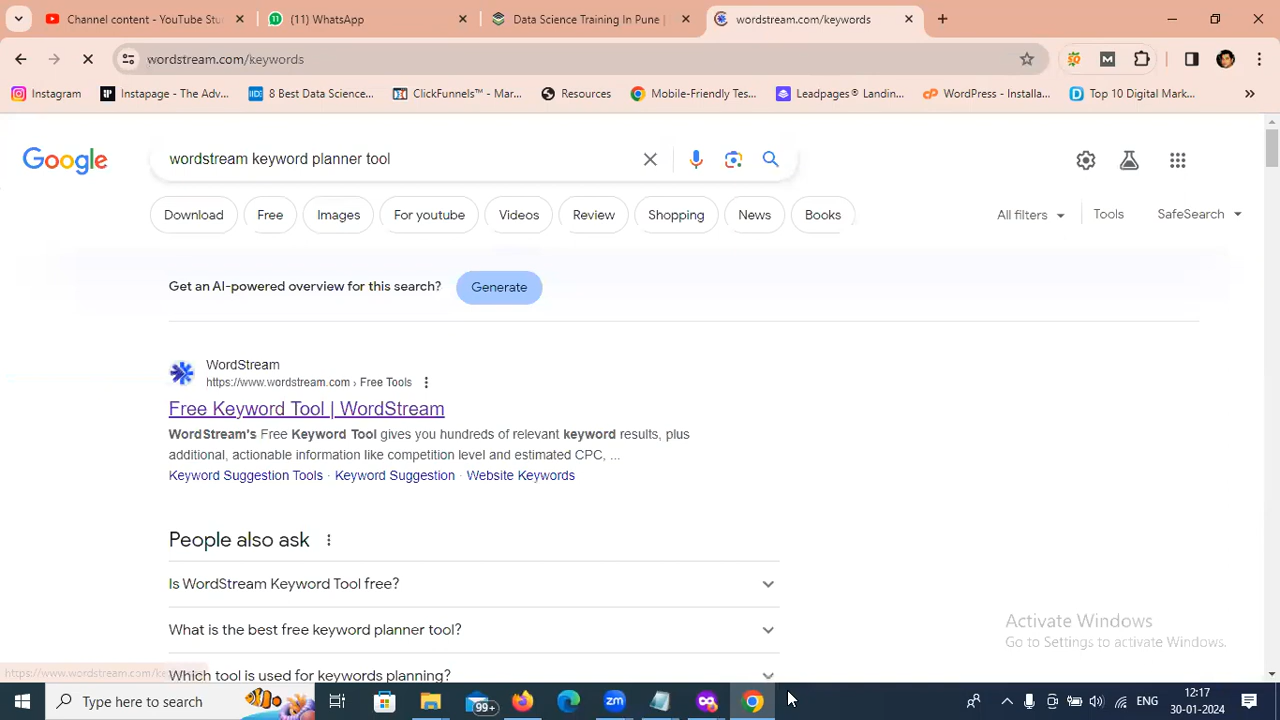 Channel content - YouTube Stu
(11) WhatsApp
Data Science Training In Pune |
wordstream.com/keywords
wordstream.com/keywords
Instagram
Instapage - The Adv...
8 Best Data Science...
ClickFunnels™ - Mar...
Resources
Mobile-Friendly Tes...
Leadpages® Landin...
WordPress - Installa...
Top 10 Digital Mark...
Google
wordstream keyword planner tool
Download
Free
Images
For youtube
Videos
Review
Shopping
News
Books
All filters
Tools
SafeSearch
Get an AI-powered overview for this search?
Generate
WordStream
https://www.wordstream.com › Free Tools
Free Keyword Tool | WordStream
WordStream's Free Keyword Tool gives you hundreds of relevant keyword results, plus
additional, actionable information like competition level and estimated CPC, ...
Keyword Suggestion Tools · Keyword Suggestion · Website Keywords
People also ask
Is WordStream Keyword Tool free?
What is the best free keyword planner tool?
Which tool is used for keywords planning?
Activate Windows
Go to Settings to activate Windows.
https://www.wordstream.com/key
Type here to search
99+
ENG
12:17
30-01-2024